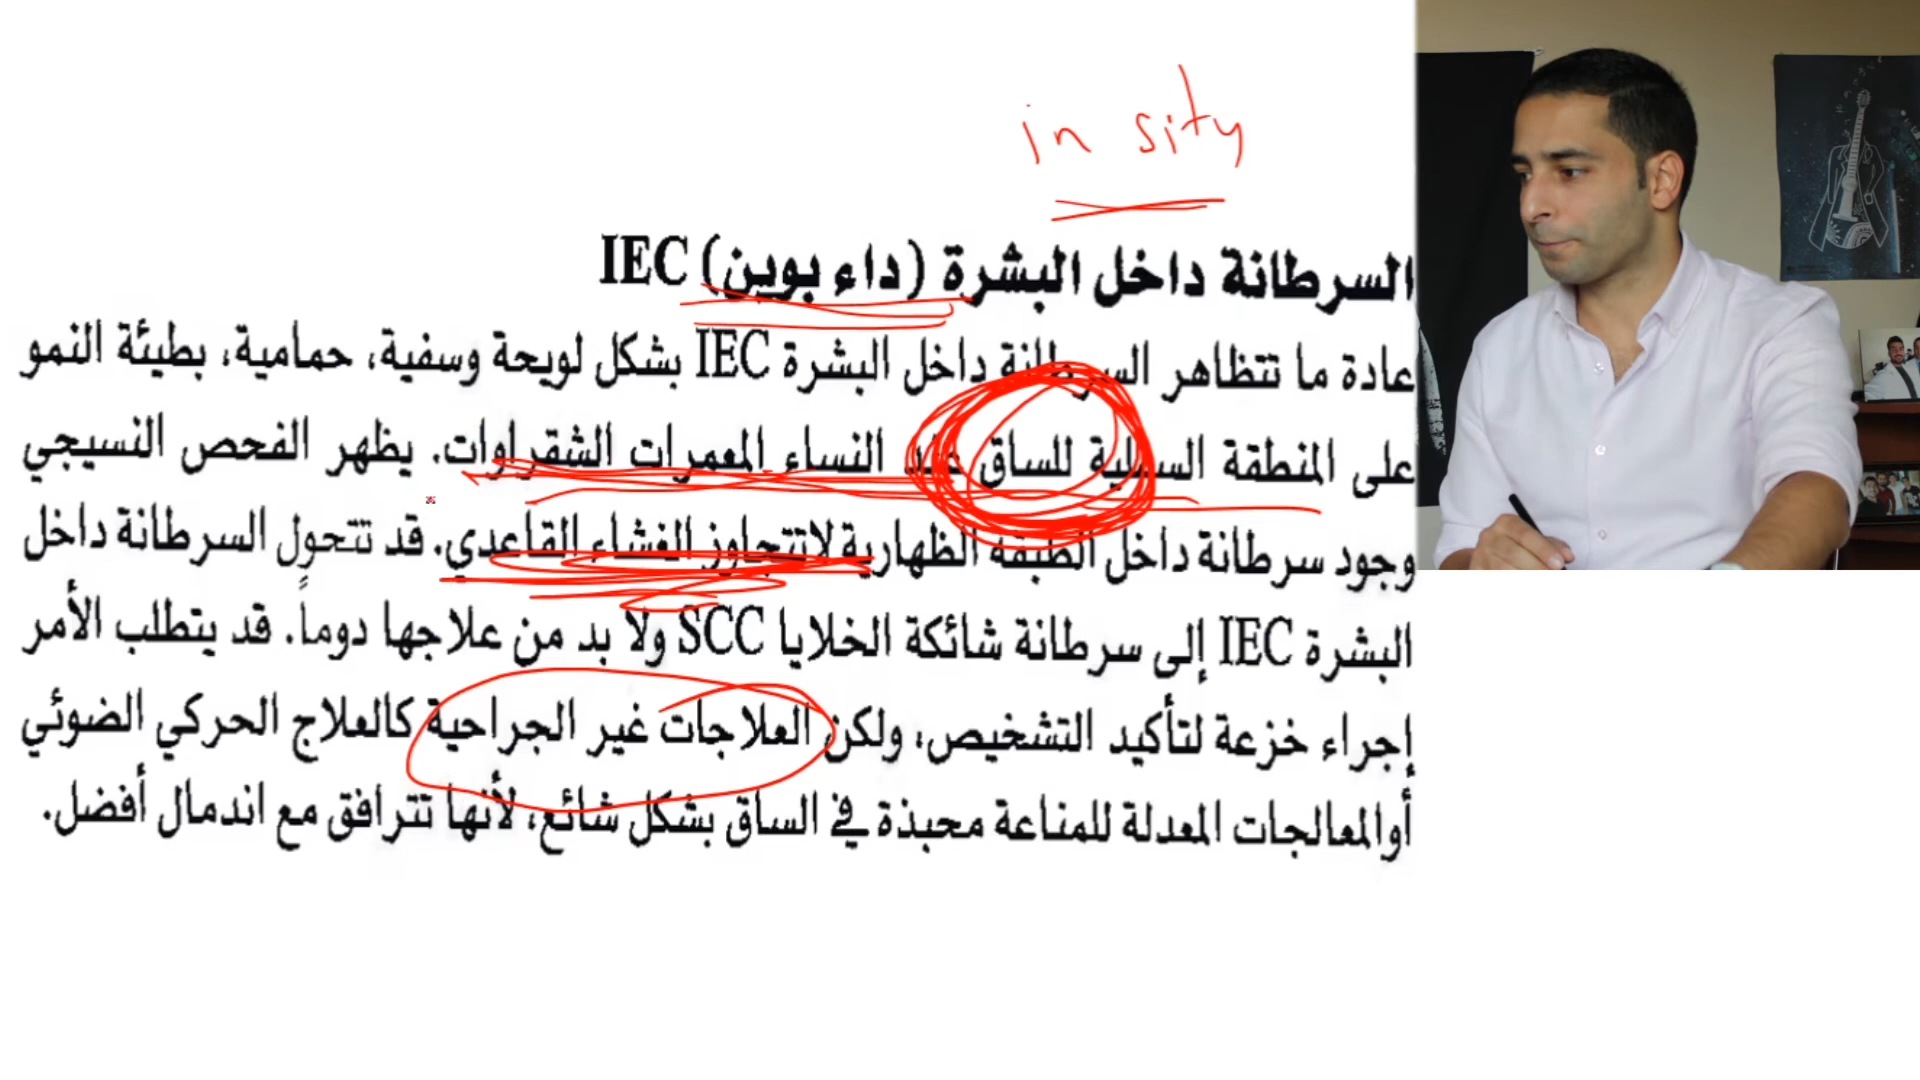 in situ
السرطانة داخل البشرة (داء بوين) IEC
عادة ما تتظاهر السرطانة داخل البشرة IEC بشكل لويحة وسفية، حمامية، بطيئة النمو
على المنطقة السفلية للساق عند النساء المعمرات الشقراوات. يظهر الفحص النسيجي
وجود سرطانة داخل الطبقة الظهارية لاتتجاوز الغشاء القاعدي. قد تتحول السرطانة داخل
البشرة IEC إلى سرطانة شائكة الخلايا SCC ولا بد من علاجها دوماً. قد يتطلب الأمر
إجراء خزعة لتأكيد التشخيص، ولكن العلاجات غير الجراحية كالعلاج الحركي الضوئي
أوالمعالجات المعدلة للمناعة محبذة في الساق بشكل شائع، لأنها تترافق مع اندمال أفضل.